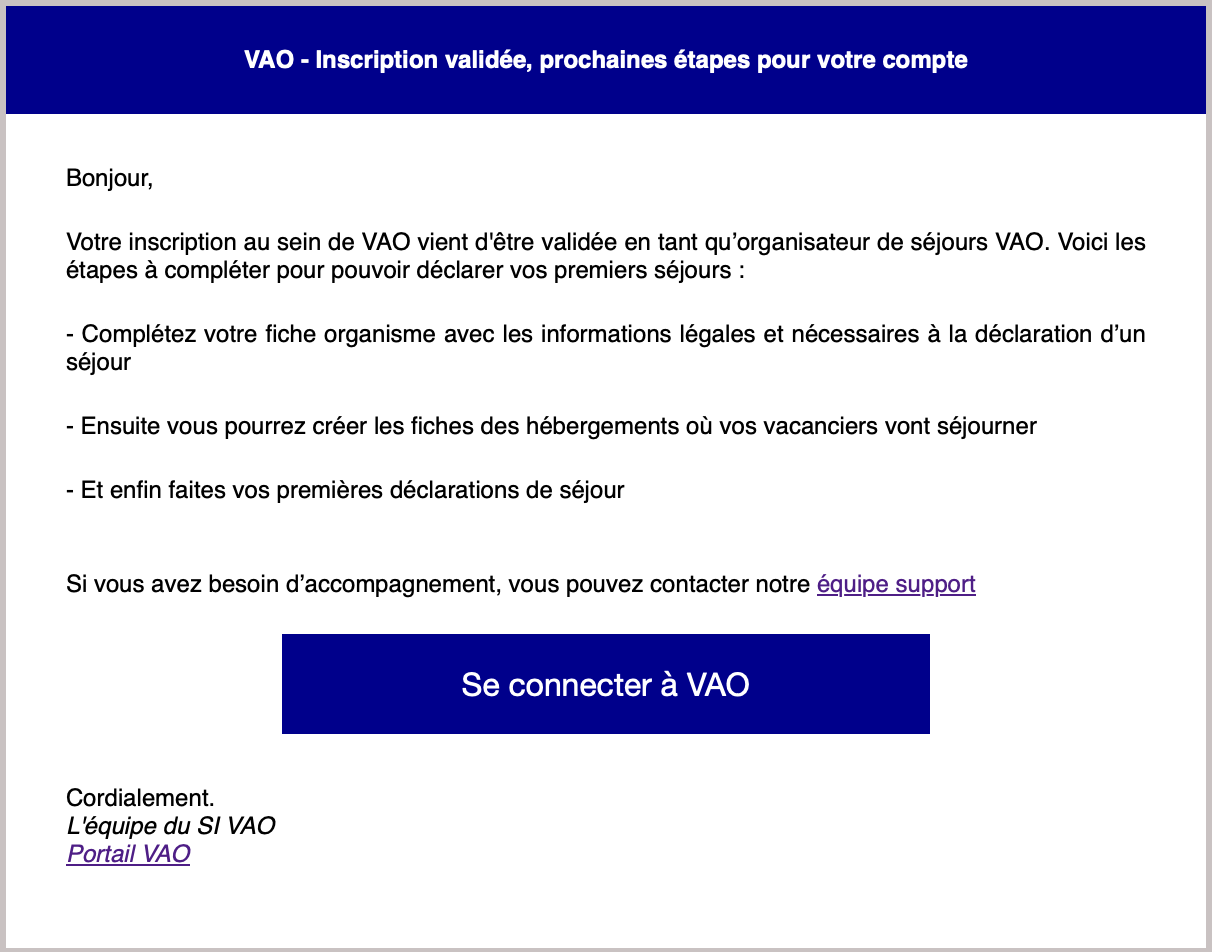 VAO - Inscription validée, prochaines étapes pour votre compte
Bonjour,
Votre inscription au sein de VAO vient d'être validée en tant qu’organisateur de séjours VAO. Voici les
étapes à compléter pour pouvoir déclarer vos premiers séjours :
- Complétez votre fiche organisme avec les informations légales et nécessaires à la déclaration d’un
séjour
- Ensuite vous pourrez créer les fiches des hébergements où vos vacanciers vont séjourner
- Et enfin faites vos premières déclarations de séjour
Si vous avez besoin d’accompagnement, vous pouvez contacter notre équipe support
Se connecter à VAO
Cordialement.
L'équipe du SI VAO
Portail VAO